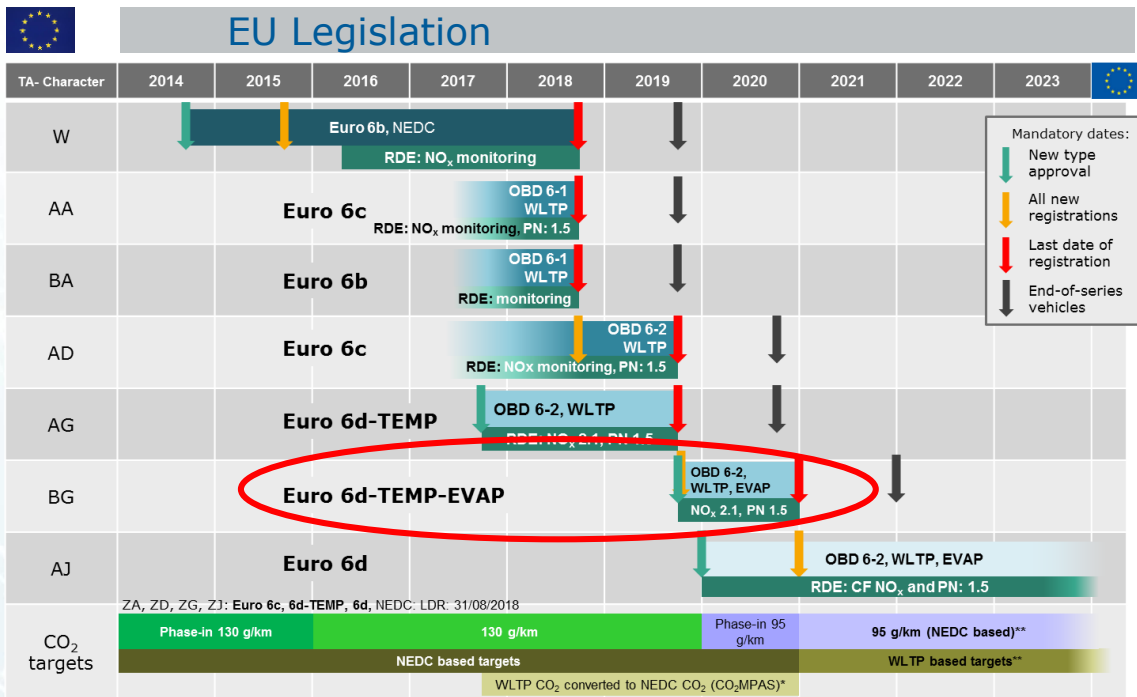 EU Legislation
TA- Character 2014 2015 2016 2017 2018 2019 2020 2021 2022 2023
Mandatory dates:
New type
approval
All new
registrations
Last date of
registration
End-of-series
vehicles
W
Euro 6b, NEDC
RDE: NOₓ monitoring
AA
Euro 6c
OBD 6-1
WLTP
RDE: NOₓ monitoring, PN: 1.5
BA
Euro 6b
OBD 6-1
WLTP
RDE: monitoring
AD
Euro 6c
OBD 6-2
WLTP
RDE: NOx monitoring, PN: 1.5
AG
Euro 6d-TEMP
OBD 6-2, WLTP
RDE: NOₓ 2.1, PN 1.5
BG
Euro 6d-TEMP-EVAP
OBD 6-2,
WLTP, EVAP
NOₓ 2.1, PN 1.5
AJ
Euro 6d
OBD 6-2, WLTP, EVAP
RDE: CF NOₓ and PN: 1.5
ZA, ZD, ZG, ZJ: Euro 6c, 6d-TEMP, 6d, NEDC: LDR: 31/08/2018
CO₂
targets
Phase-in 130 g/km
130 g/km
Phase-in 95
g/km
95 g/km (NEDC based)**
NEDC based targets
WLTP based targets**
WLTP CO₂ converted to NEDC CO₂ (CO₂MPAS)*